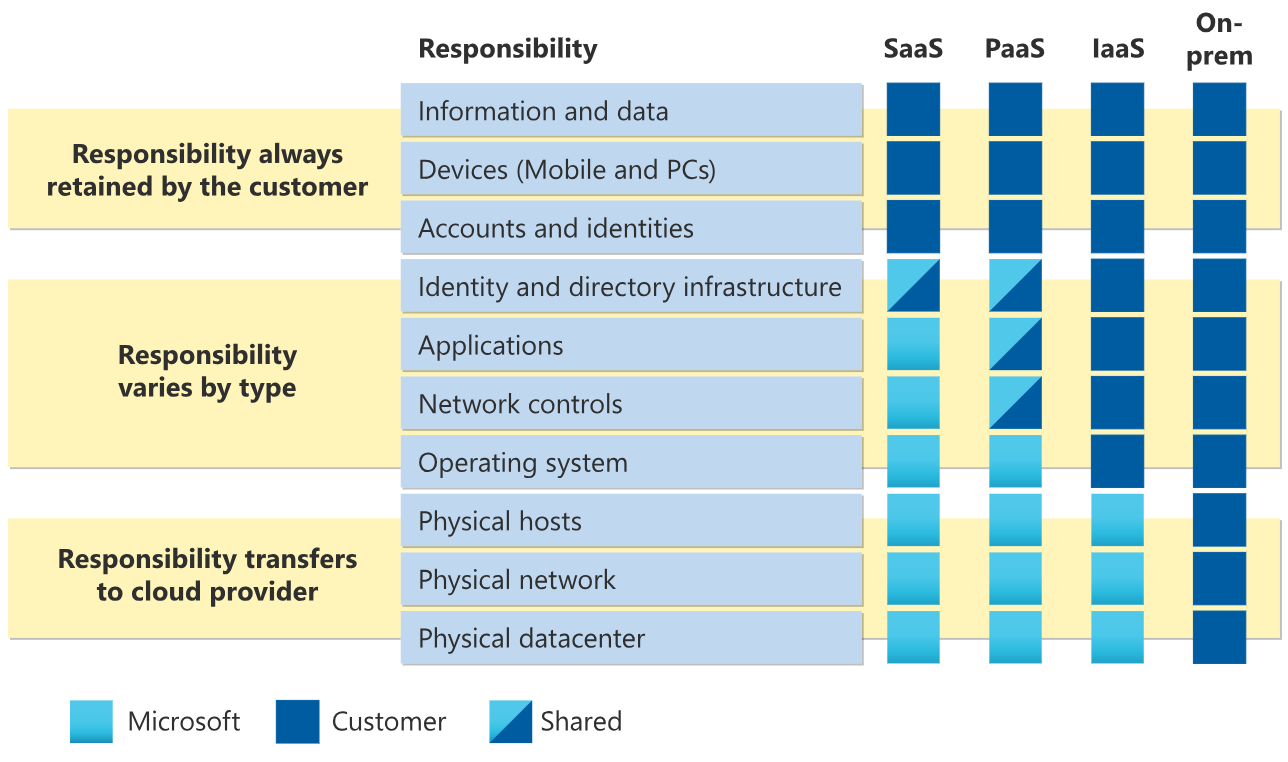 Responsibility
SaaS
PaaS
IaaS
On-
prem
Responsibility always
retained by the customer
Information and data
Devices (Mobile and PCs)
Accounts and identities
Responsibility
varies by type
Identity and directory infrastructure
Applications
Network controls
Operating system
Responsibility transfers
to cloud provider
Physical hosts
Physical network
Physical datacenter
Microsoft
Customer
Shared